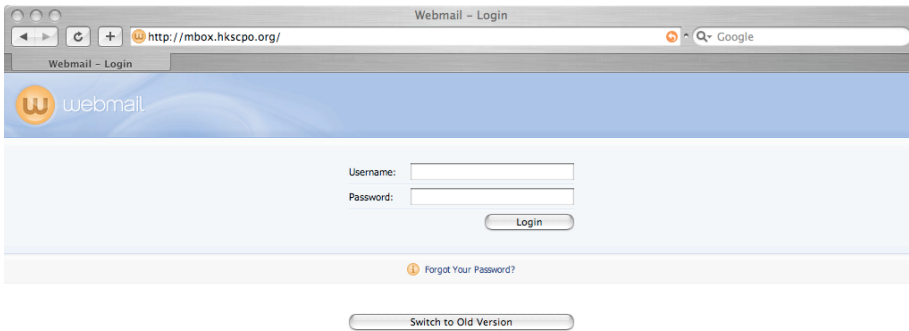 Webmail – Login
http://mbox.hkscpo.org/
Google
Webmail – Login
webmail
Username:
Password:
Login
Forgot Your Password?
Switch to Old Version